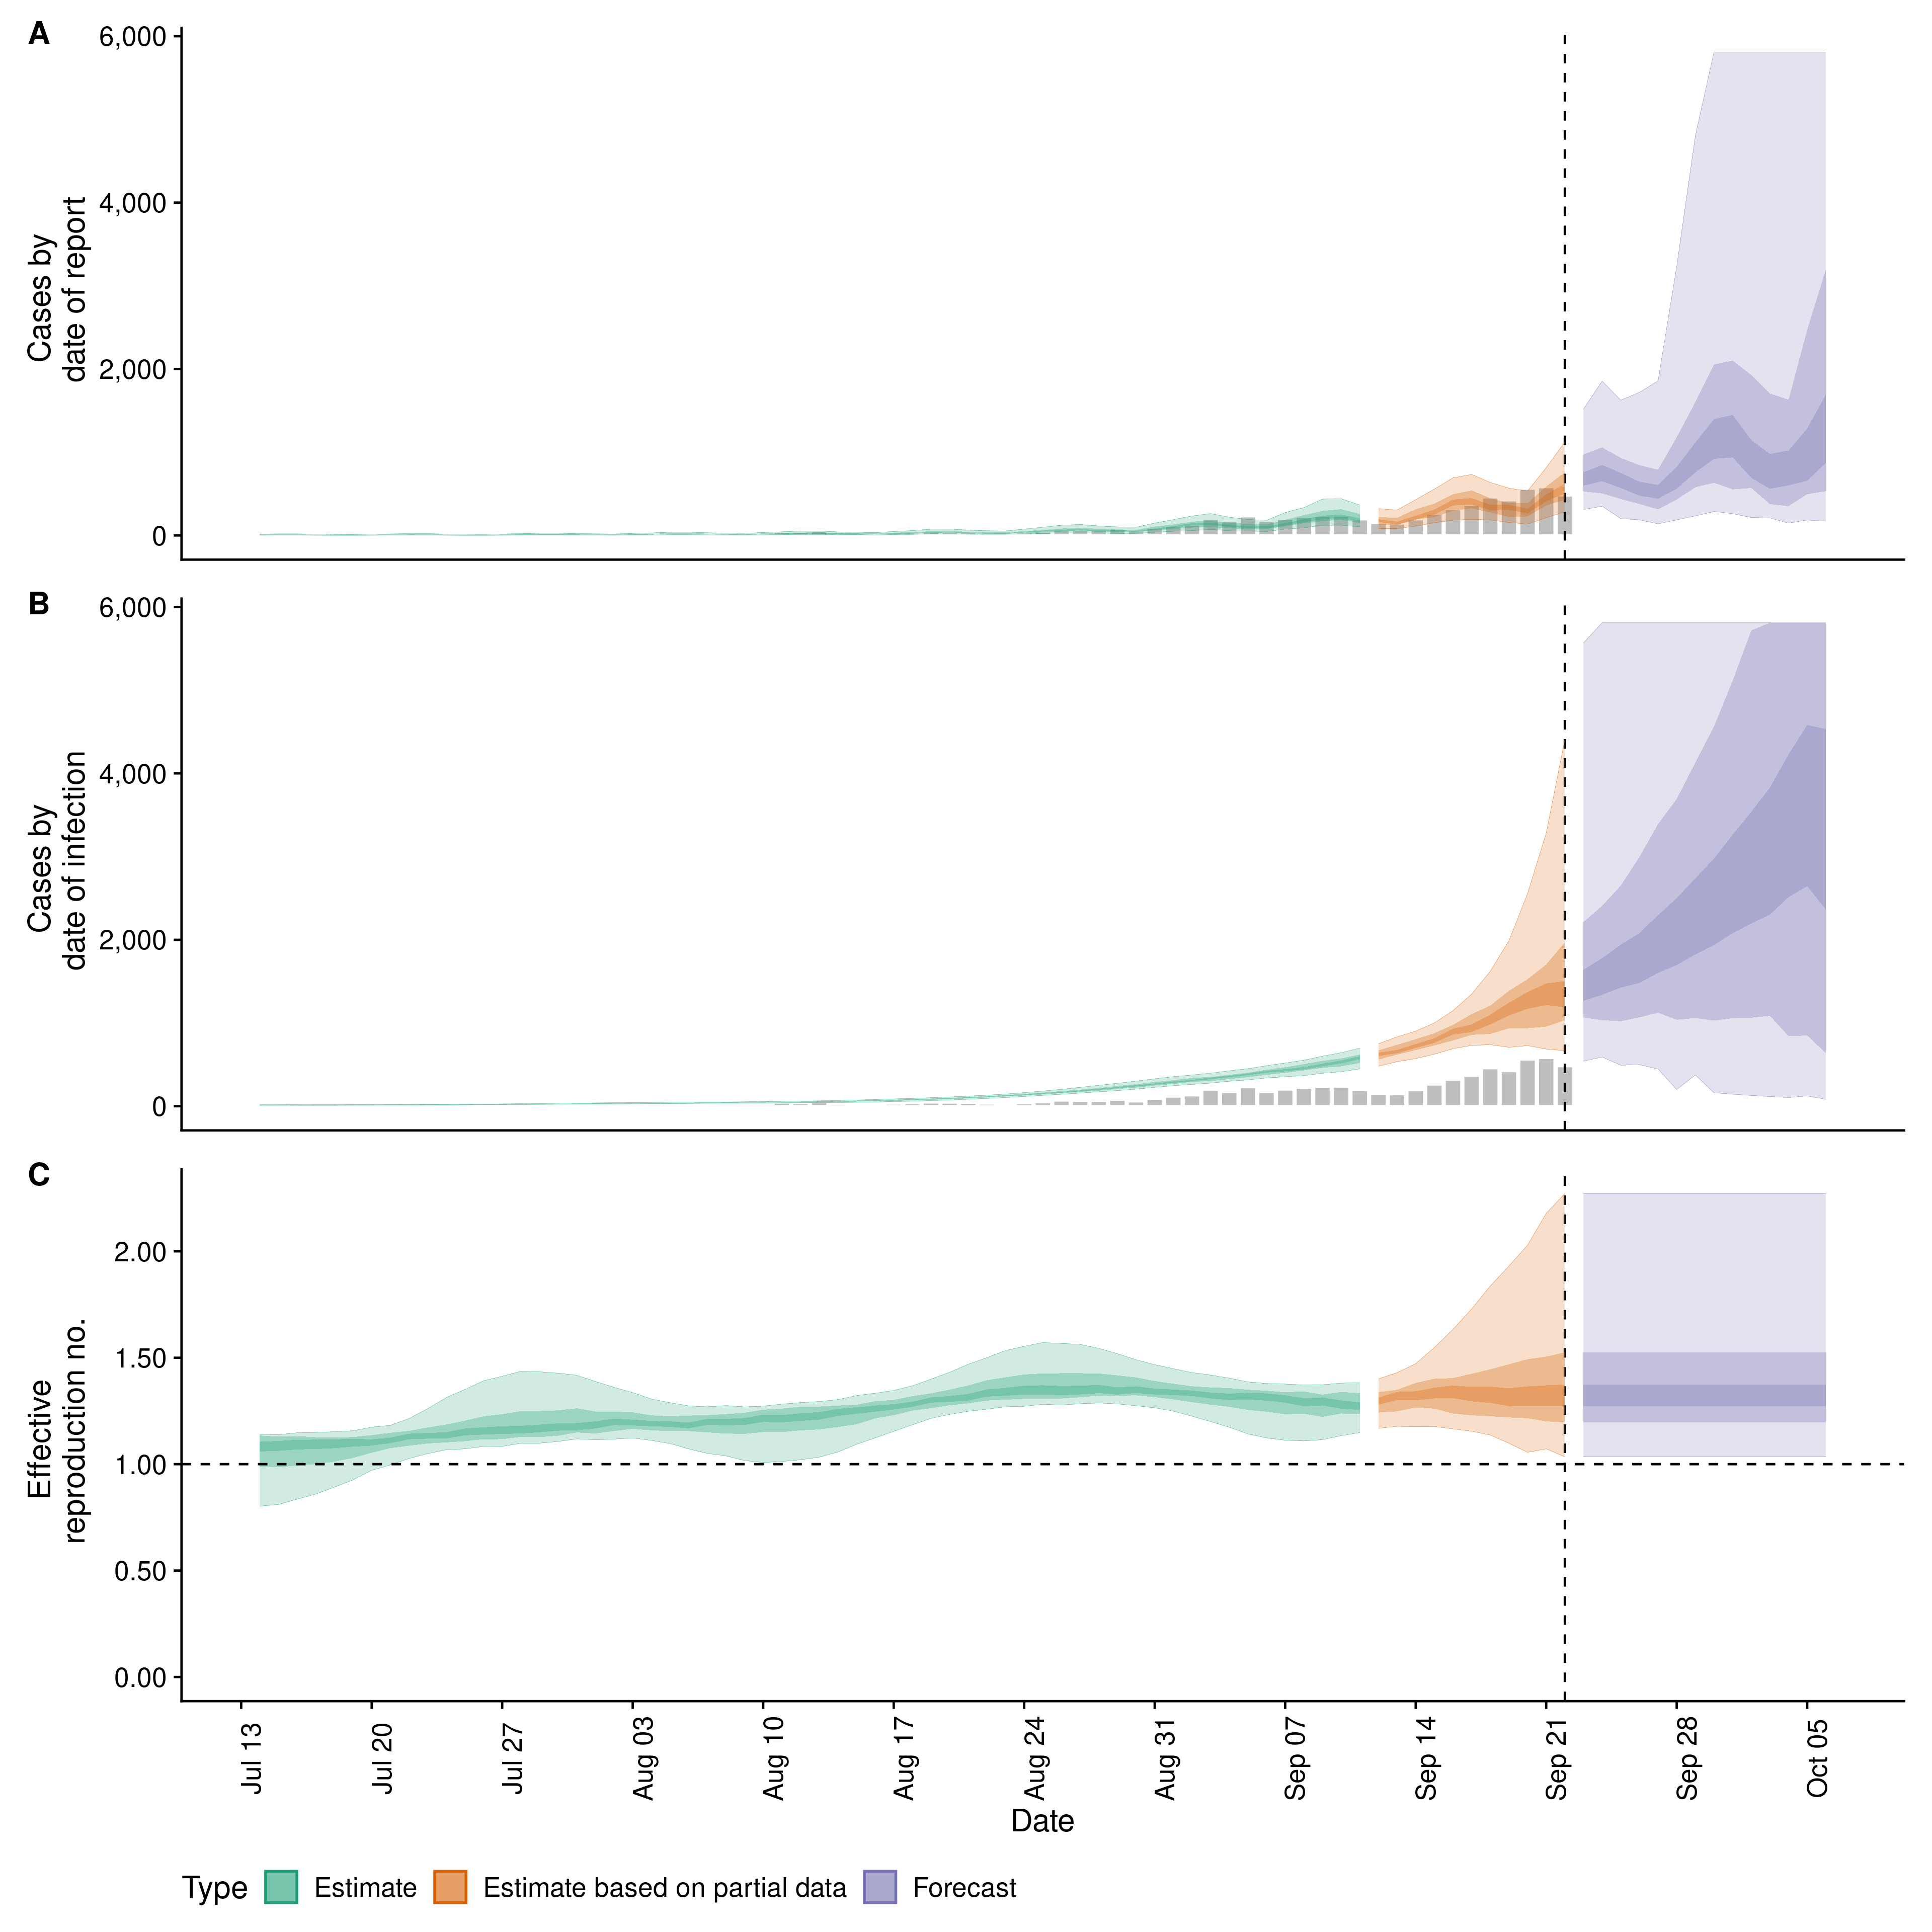 A
6,000
4,000
2,000
0
Cases by
date of report
B
6,000
4,000
2,000
0
Cases by
date of infection
C
2.00
1.50
1.00
0.50
0.00
Effective
reproduction no.
Jul 13
Jul 20
Jul 27
Aug 03
Aug 10
Aug 17
Aug 24
Aug 31
Sep 07
Sep 14
Sep 21
Sep 28
Oct 05
Date
Type Estimate Estimate based on partial data Forecast